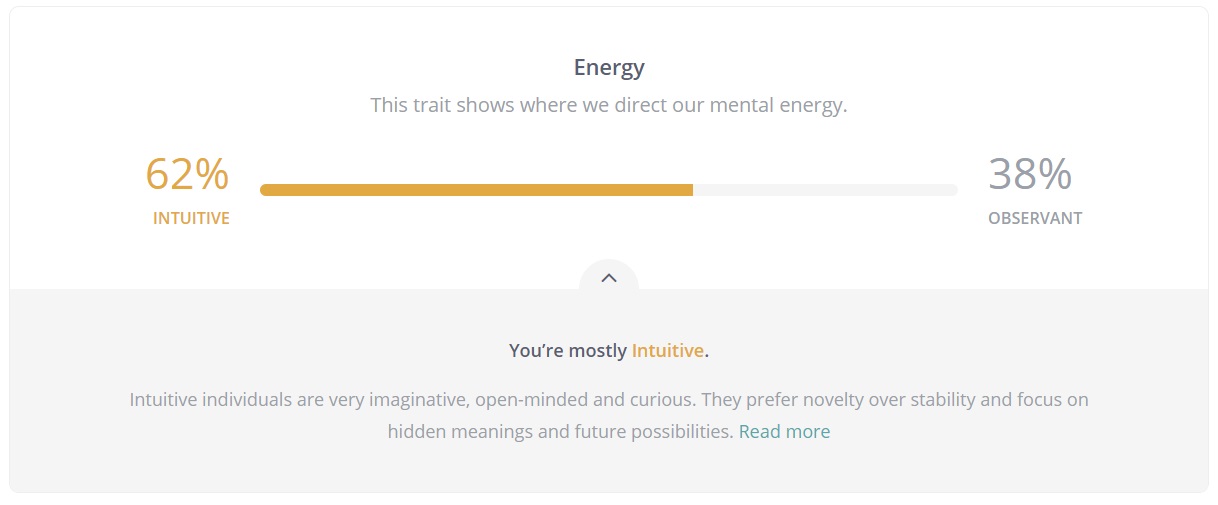 Energy
This trait shows where we direct our mental energy.
62%
INTUITIVE
38%
OBSERVANT
You’re mostly Intuitive.
Intuitive individuals are very imaginative, open-minded and curious. They prefer novelty over stability and focus on
hidden meanings and future possibilities. Read more